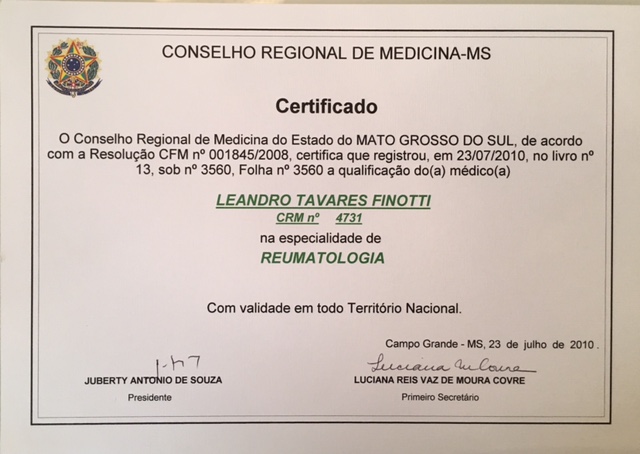 CONSELHO REGIONAL DE MEDICINA-MS
Certificado
O Conselho Regional de Medicina do Estado do MATO GROSSO DO SUL, de acordo
com a Resolução CFM nº 001845/2008, certifica que registrou, em 23/07/2010, no livro nº
13, sob nº 3560, Folha nº 3560 a qualificação do(a) médico(a)
LEANDRO TAVARES FINOTTI
CRM nº 4731
na especialidade de
REUMATOLOGIA
Com validade em todo Território Nacional.
Campo Grande - MS, 23 de julho de 2010.
JUBERTY ANTONIO DE SOUZA
Presidente
Luciana M Covre
LUCIANA REIS VAZ DE MOURA COVRE
Primeiro Secretário